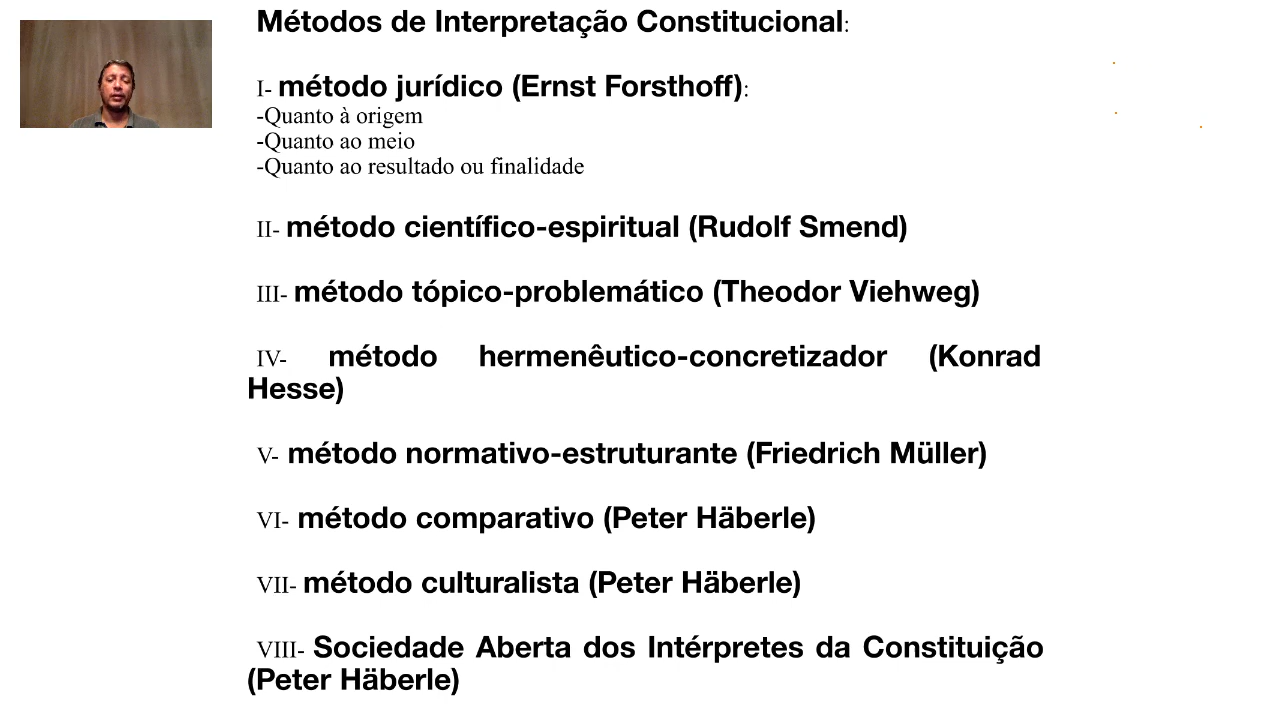 Métodos de Interpretação Constitucional:
I- método jurídico (Ernst Forsthoff):
-Quanto à origem
-Quanto ao meio
-Quanto ao resultado ou finalidade
II- método científico-espiritual (Rudolf Smend)
III- método tópico-problemático (Theodor Viehweg)
IV- método hermenêutico-concretizador (Konrad
Hesse)
V- método normativo-estruturante (Friedrich Müller)
VI- método comparativo (Peter Häberle)
VII- método culturalista (Peter Häberle)
VIII- Sociedade Aberta dos Intérpretes da Constituição
(Peter Häberle)